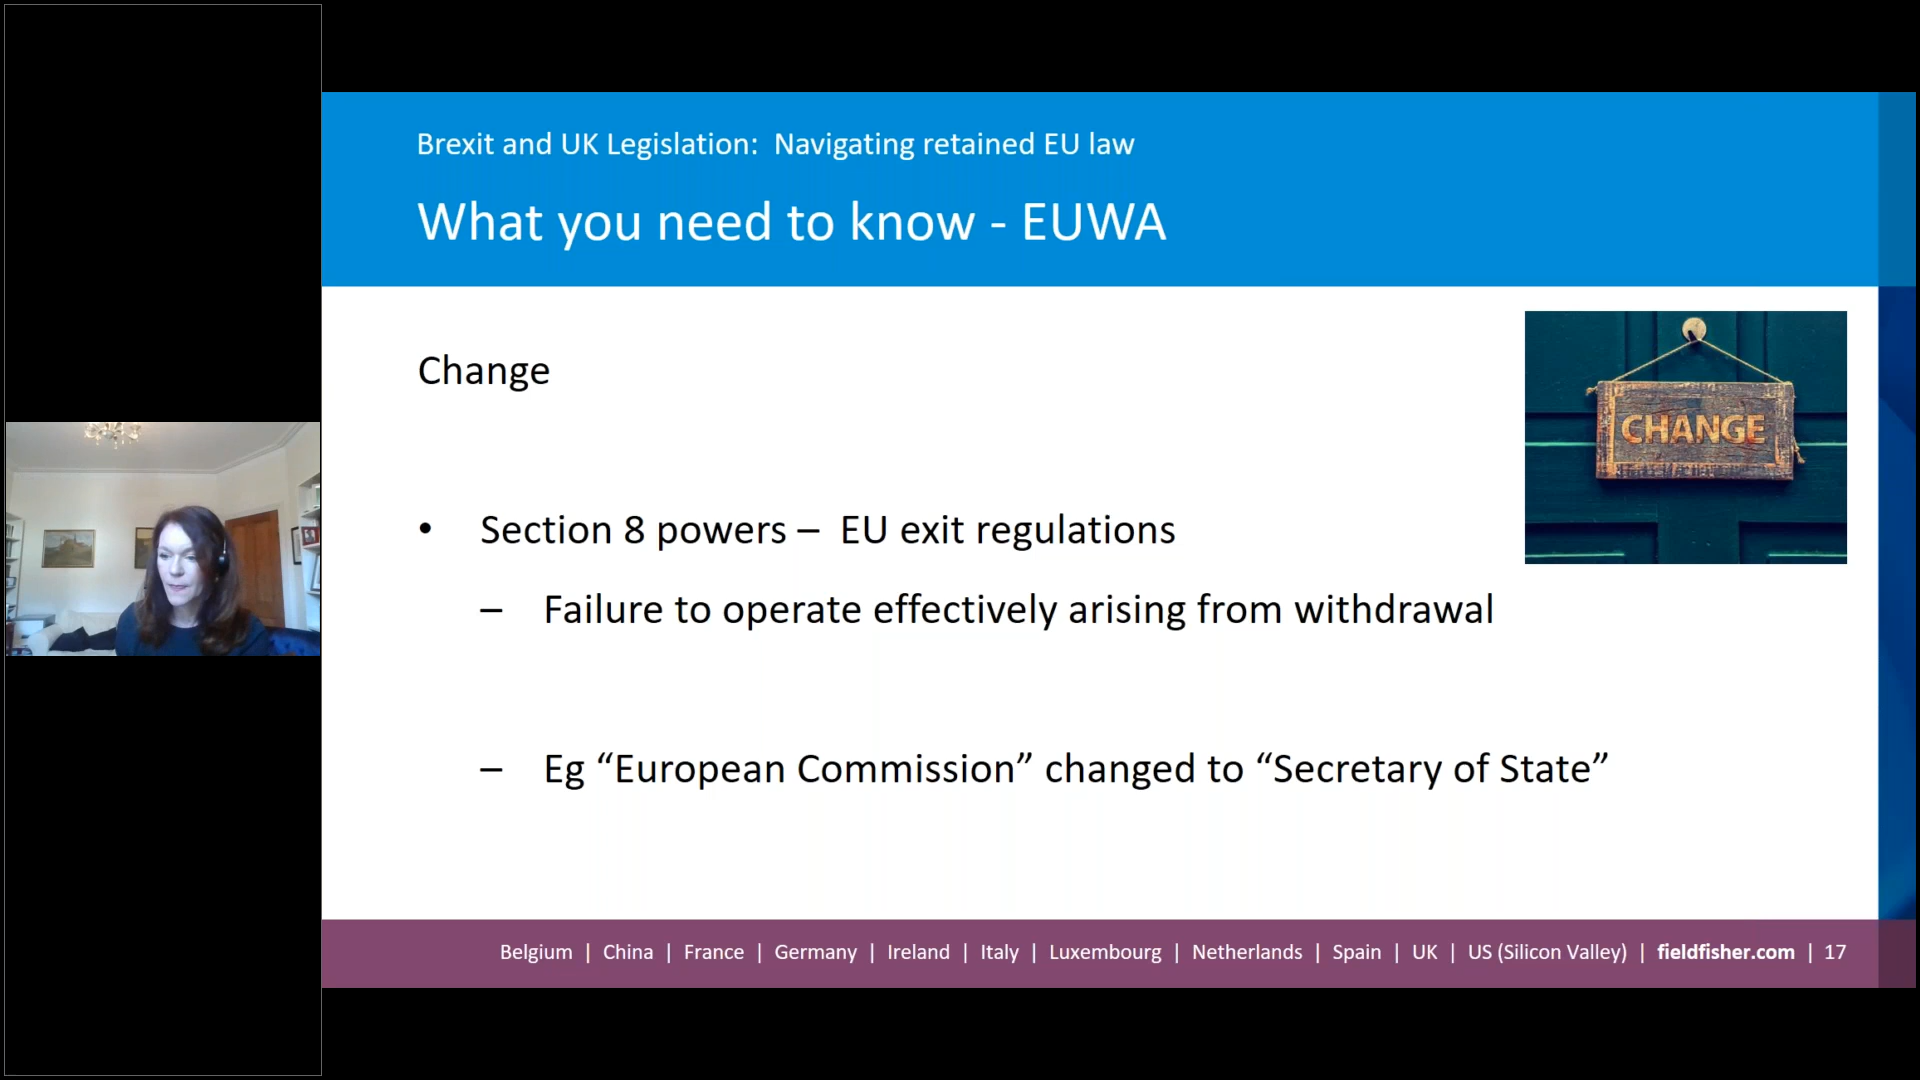 Brexit and UK Legislation:  Navigating retained EU law
What you need to know - EUWA
Change
CHANGE
•	Section 8 powers –  EU exit regulations
–	Failure to operate effectively arising from withdrawal
–	Eg “European Commission” changed to “Secretary of State”
Belgium | China | France | Germany | Ireland | Italy | Luxembourg | Netherlands | Spain | UK | US (Silicon Valley) | fieldfisher.com | 17